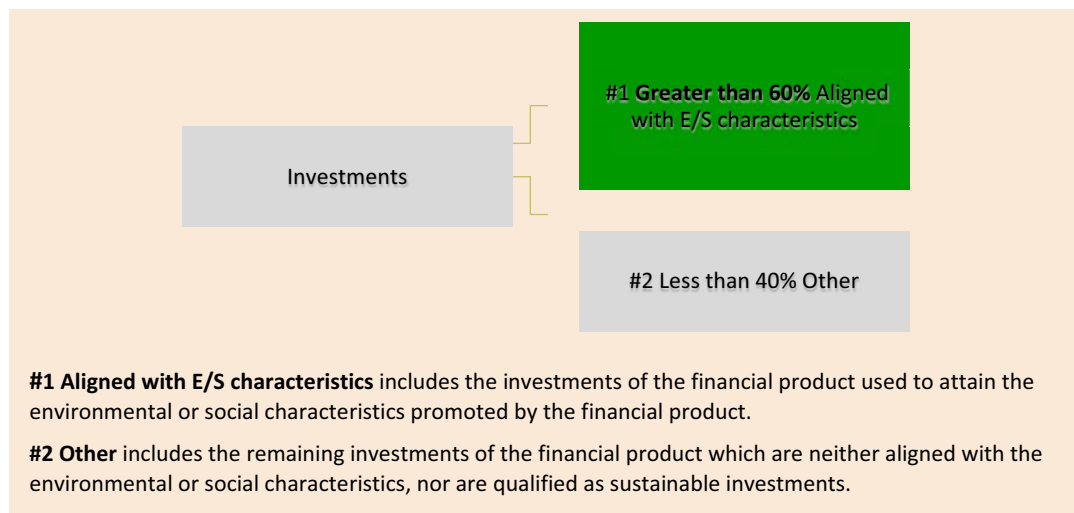 #1 Greater than 60% Aligned
with E/S characteristics
Investments
#2 Less than 40% Other
#1 Aligned with E/S characteristics includes the investments of the financial product used to attain the
environmental or social characteristics promoted by the financial product.
#2 Other includes the remaining investments of the financial product which are neither aligned with the
environmental or social characteristics, nor are qualified as sustainable investments.